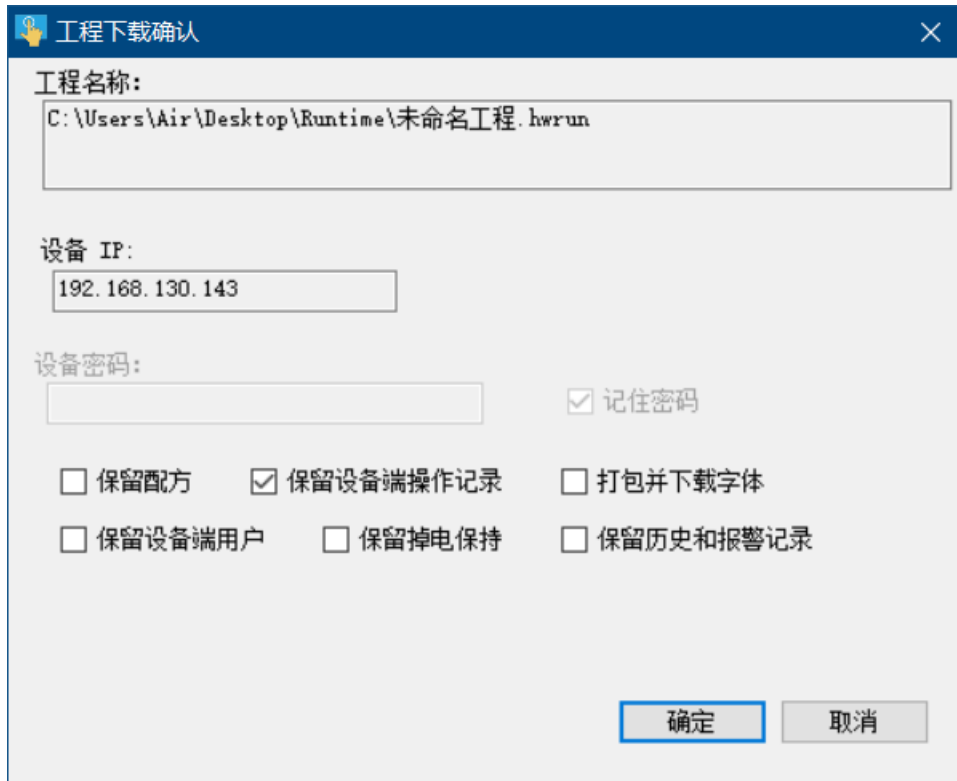 工程下载确认
工程名称:
C:\Users\Air\Desktop\Runtime\未命名工程.hwrun
设备 IP:
192.168.130.143
设备密码:
记住密码
保留配方 保留设备端操作记录 打包并下载字体
保留设备端用户 保留掉电保持 保留历史和报警记录
确定 取消